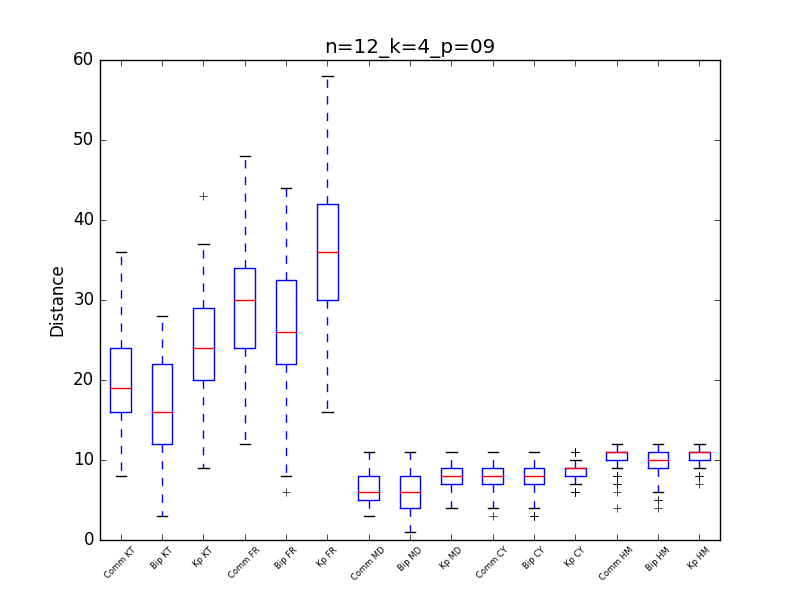 n=12_k=4_p=09
60
50
40
30
20
10
0
Distance
Comm KT
Bip KT
Kp KT
Comm FR
Bip FR
Kp FR
Comm MD
Bip MD
Kp MD
Comm CY
Bip CY
Kp CY
Comm HM
Bip HM
Kp HM